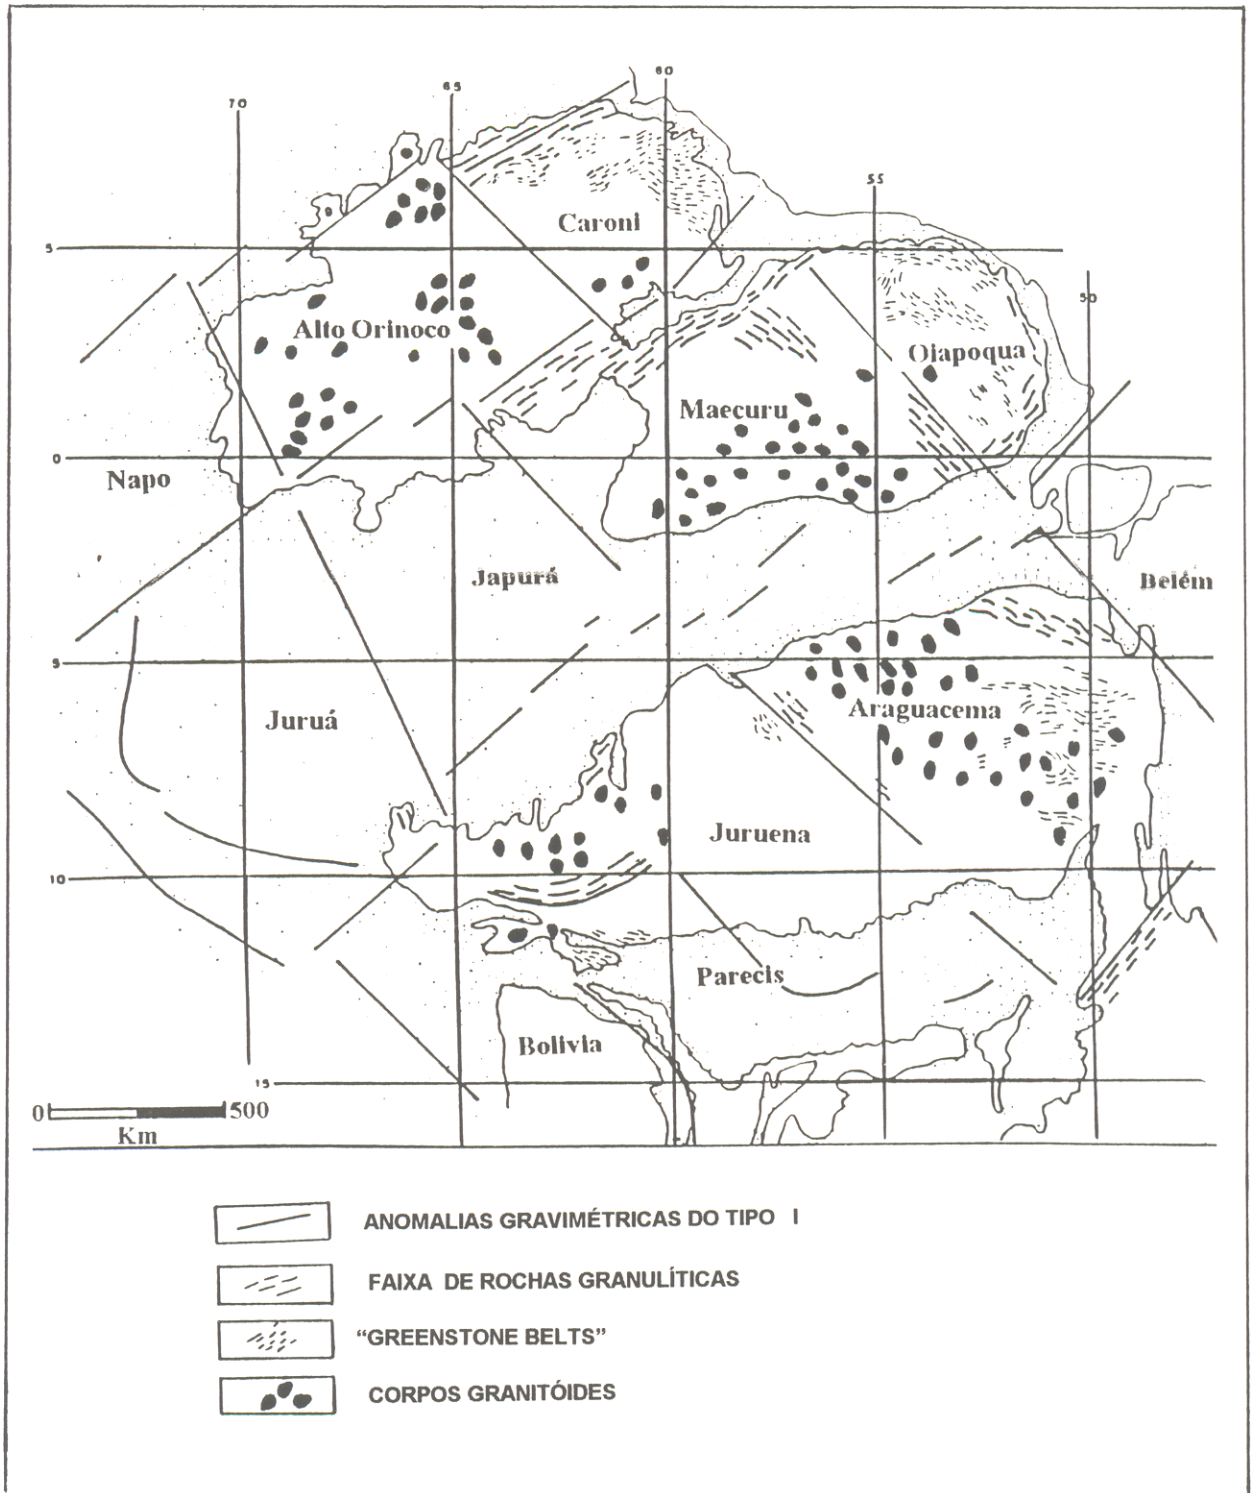 60
65
70
55
Caroni
5
50
Alto Orinoco
Oiapoqua
Maecuru
0
Napo
Japurá
Belém
5
Juruá
Araguacema
Juruena
10
Parecis
Bolivia
15
0 500
Km
ANOMALIAS GRAVIMÉTRICAS DO TIPO I
FAIXA DE ROCHAS GRANULÍTICAS
“GREENSTONE BELTS”
CORPOS GRANITÓIDES